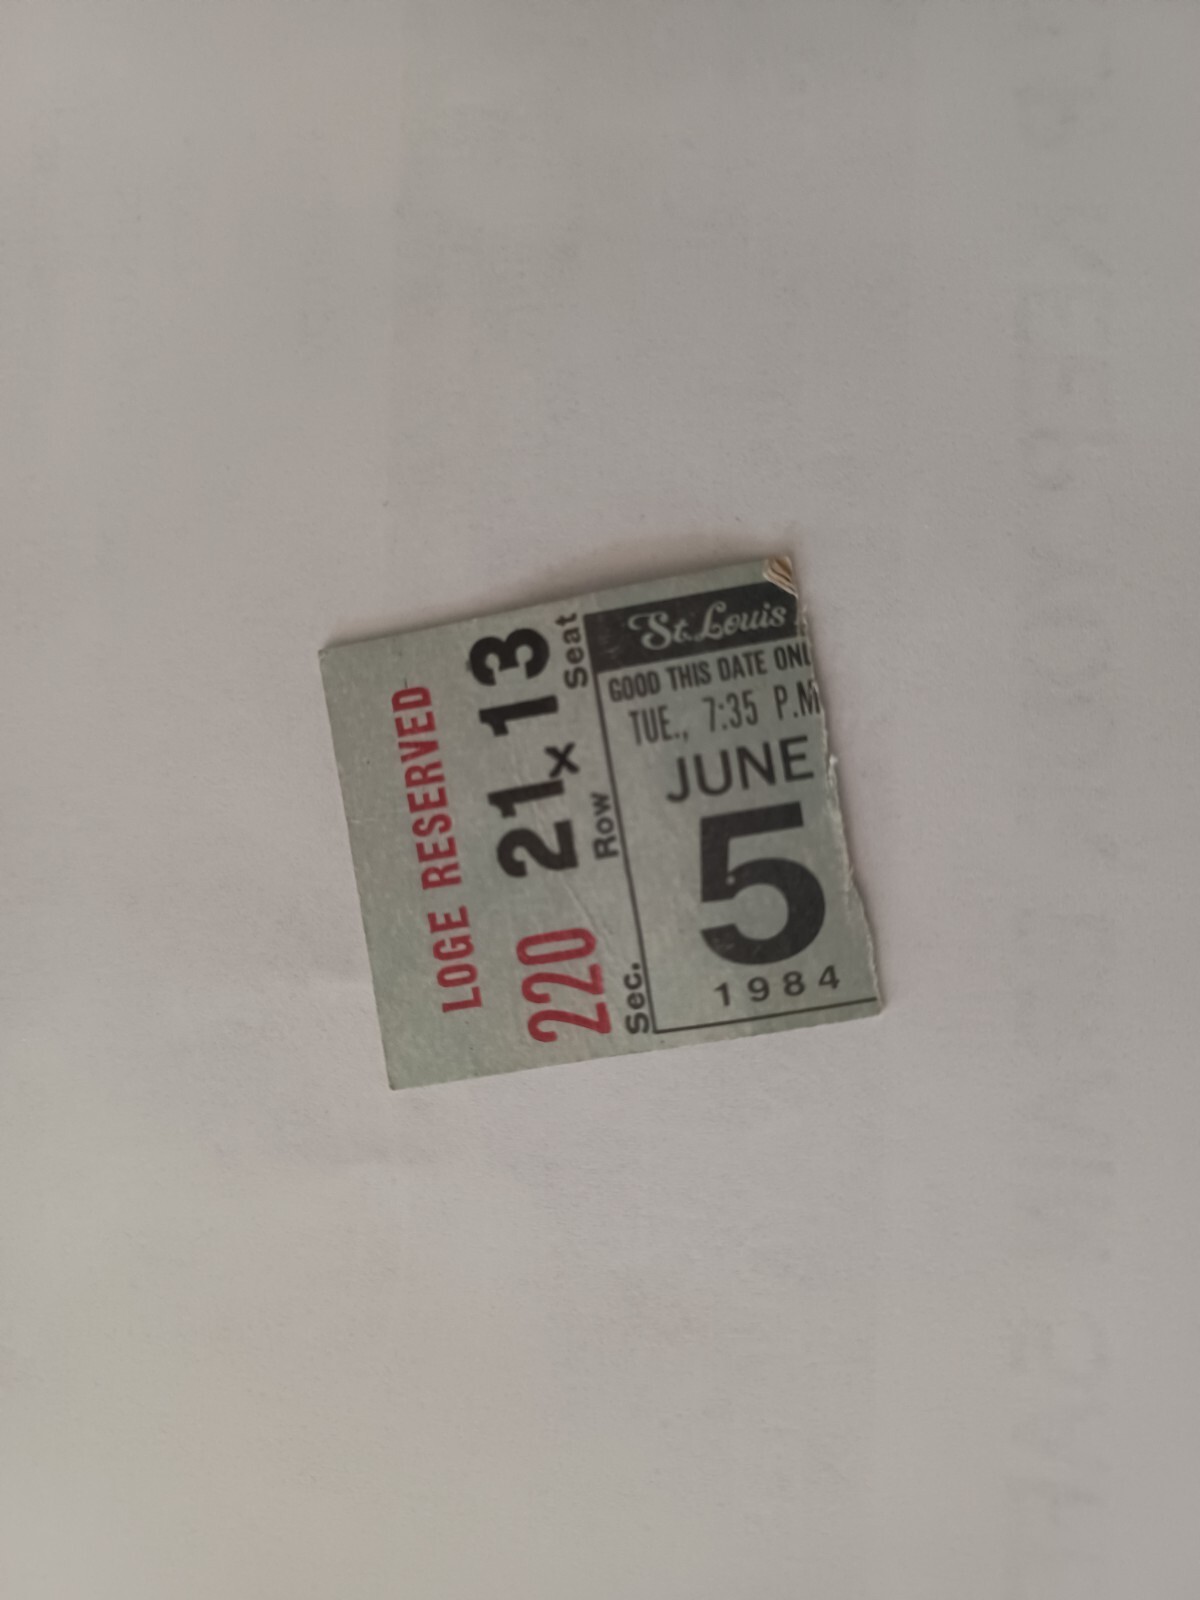 St. Louis
GOOD THIS DATE ONL
TUE., 7:35 P.M
JUNE
5
1984
LOGE RESERVED
220 21x 13
Sec. Row Seat